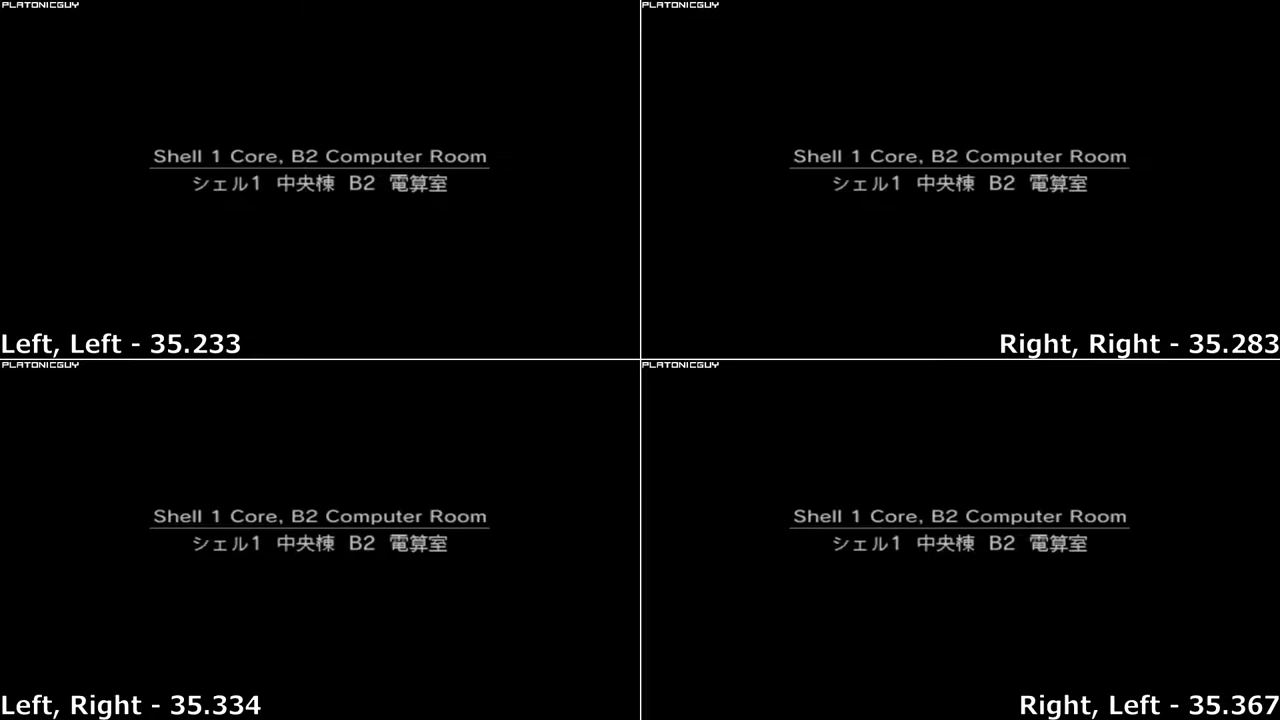 PLATONICGUY
Shell 1 Core, B2 Computer Room
シェル1 中央棟 B2 電算室
Left, Left - 35.233
PLATONICGUY
Shell 1 Core, B2 Computer Room
シェル1 中央棟 B2 電算室
Right, Right - 35.283
PLATONICGUY
Shell 1 Core, B2 Computer Room
シェル1 中央棟 B2 電算室
Left, Right - 35.334
PLATONICGUY
Shell 1 Core, B2 Computer Room
シェル1 中央棟 B2 電算室
Right, Left - 35.367